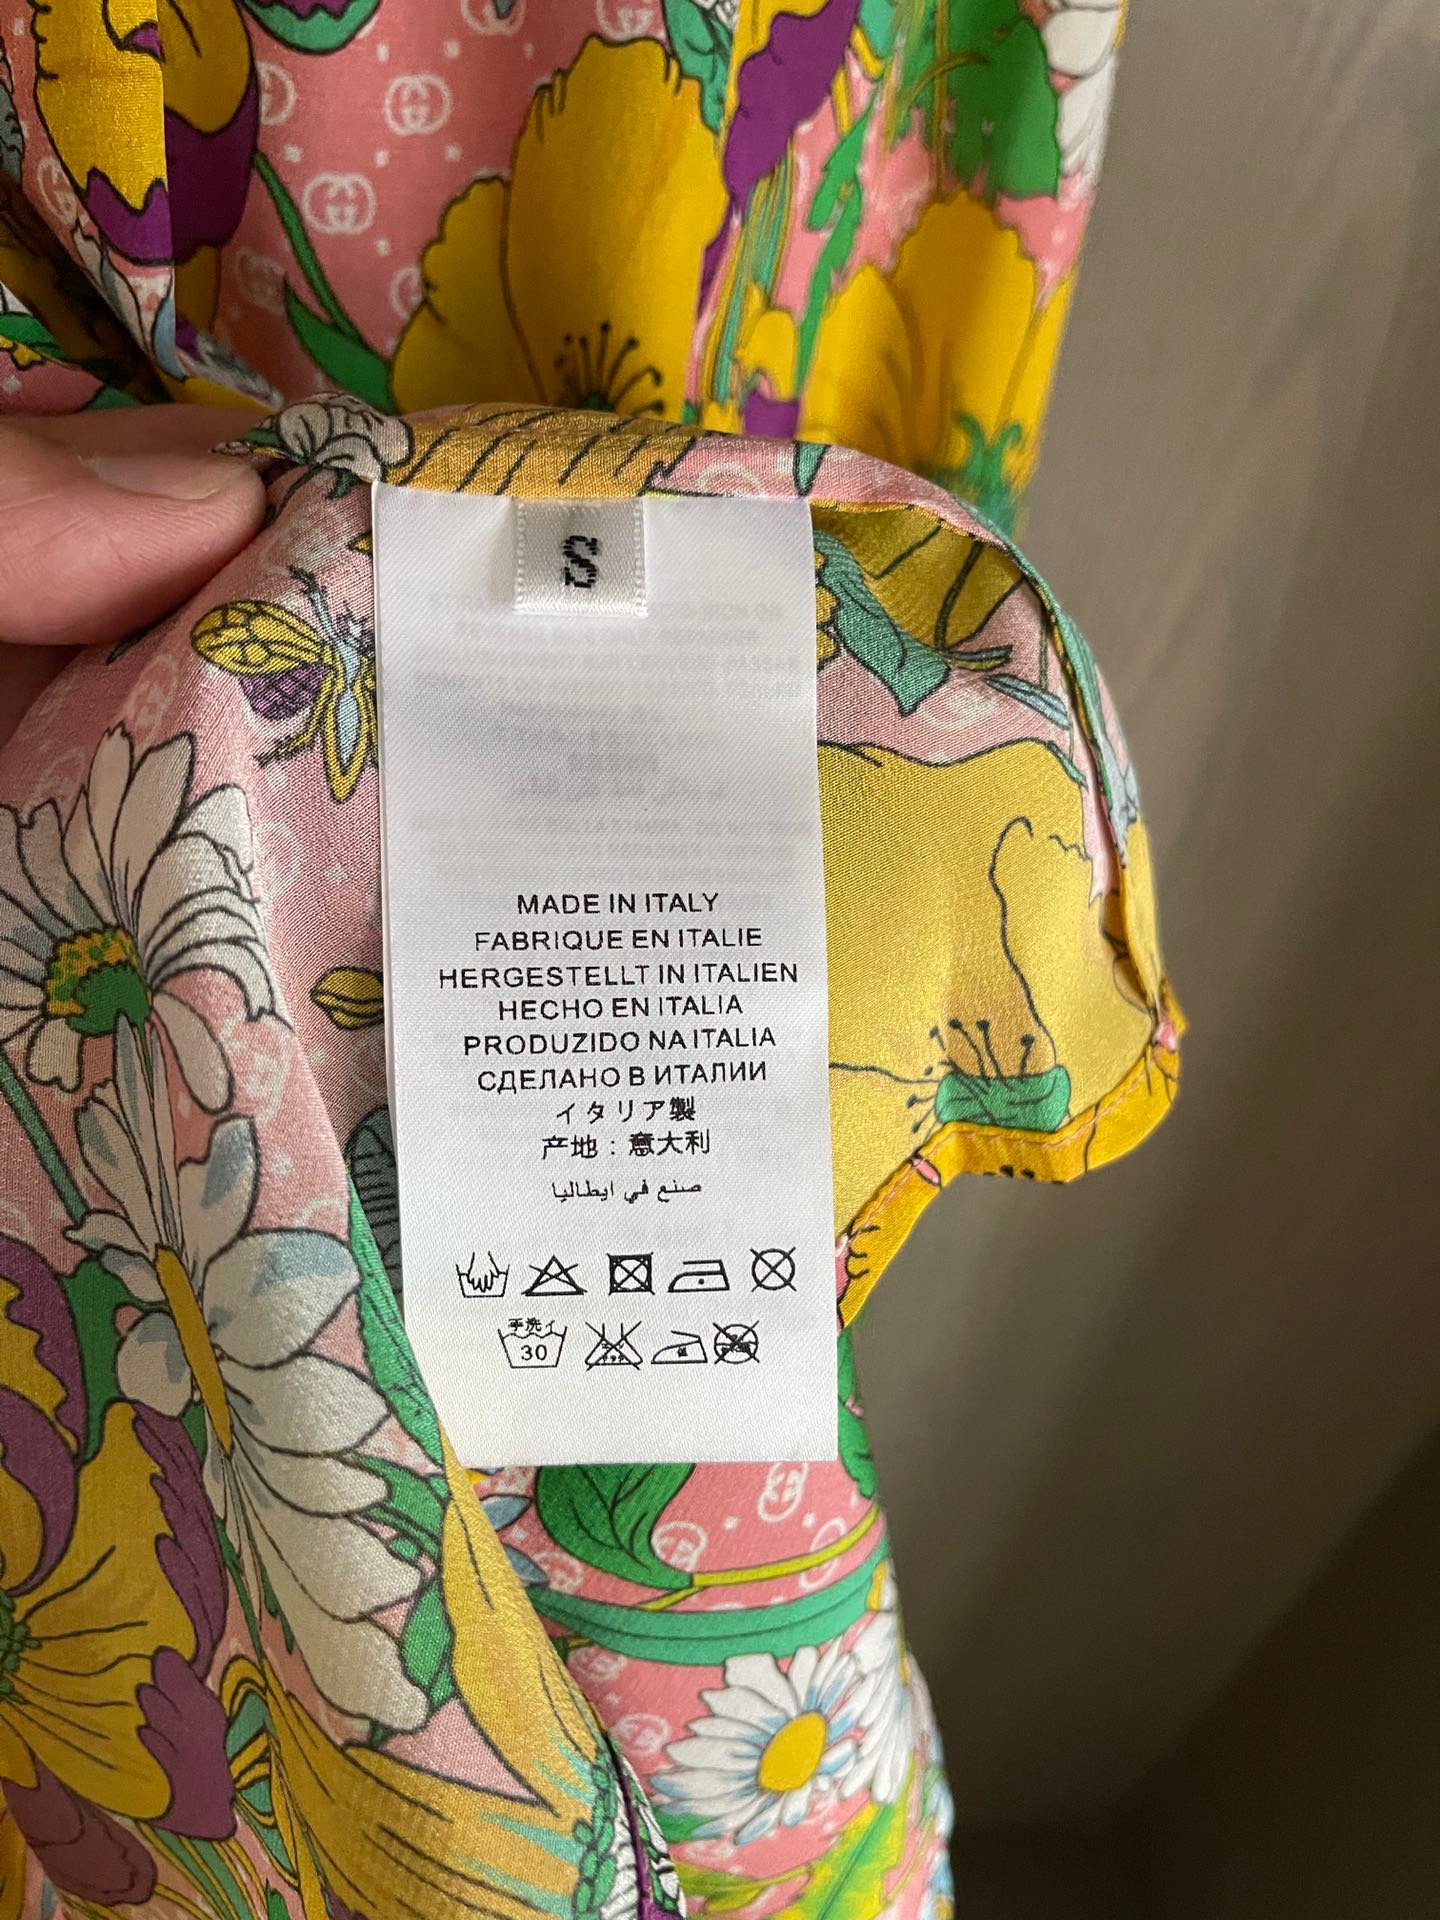 S
MADE IN ITALY
FABRIQUE EN ITALIE
HERGESTELLT IN ITALIEN
HECHO EN ITALIA
PRODUZIDO NA ITALIA
СДЕЛАНО В ИТАЛИИ
イタリア製
产地：意大利
صنع في ايطاليا
手洗イ
30